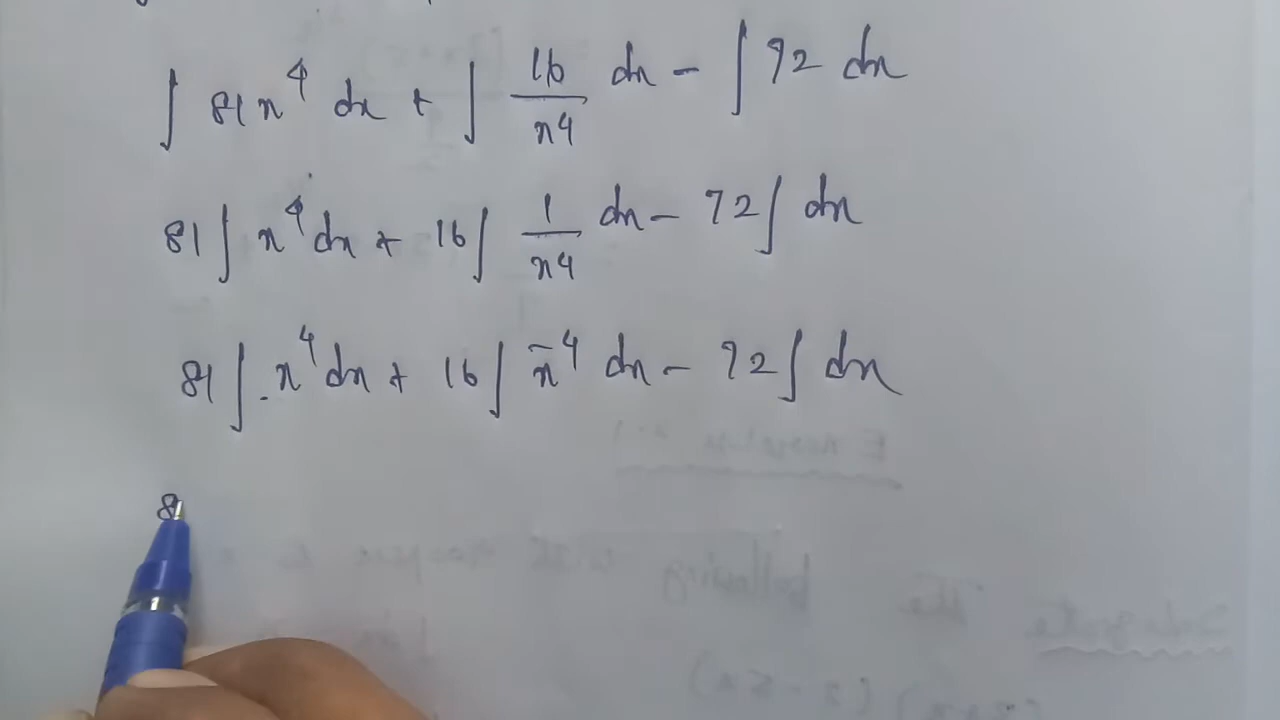 ∫ 81x⁴ dx + ∫ 16/x⁴ dx - ∫ 72 dx
81 ∫ x⁴ dx + 16 ∫ 1/x⁴ dx - 72 ∫ dx
81 ∫ x⁴ dx + 16 ∫ x⁻⁴ dx - 72 ∫ dx
8